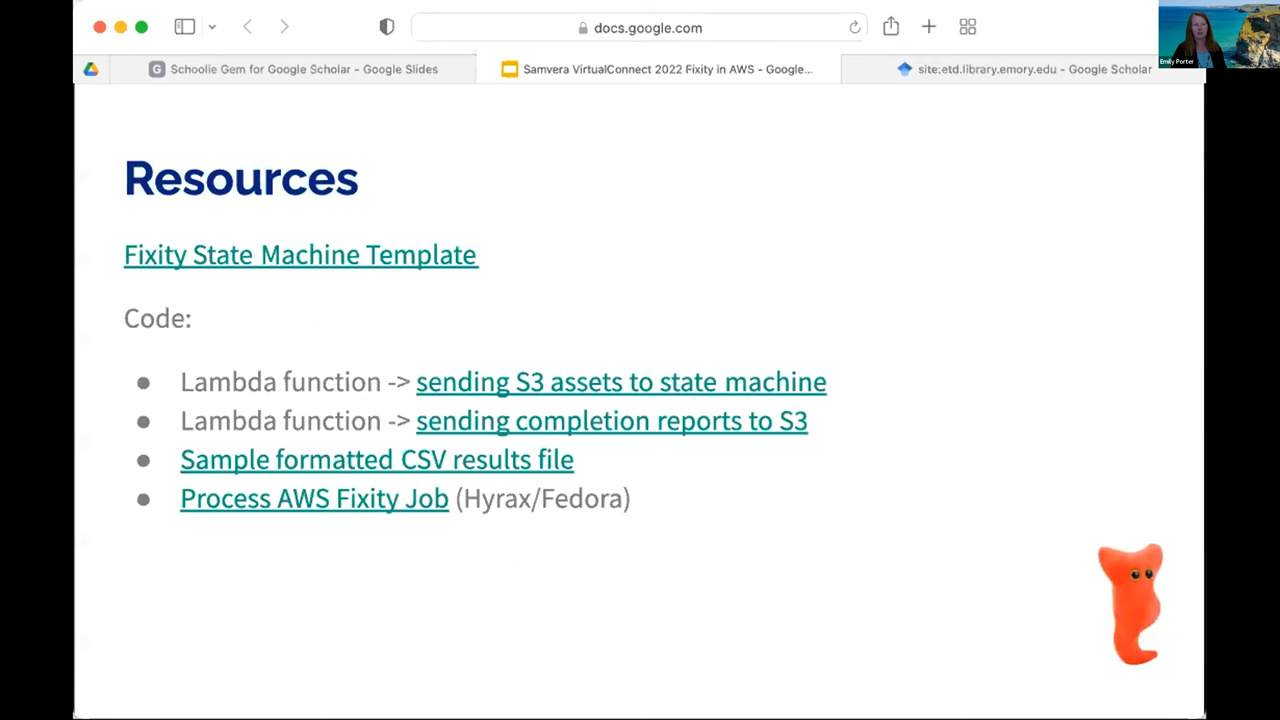 docs.google.com
Schoolie Gem for Google Scholar - Google Slides
Samvera VirtualConnect 2022 Fixity in AWS - Google...
site:etd.library.emory.edu - Google Scholar
Emily Porter
Resources
Fixity State Machine Template
Code:
● Lambda function -> sending S3 assets to state machine
● Lambda function -> sending completion reports to S3
● Sample formatted CSV results file
● Process AWS Fixity Job (Hyrax/Fedora)